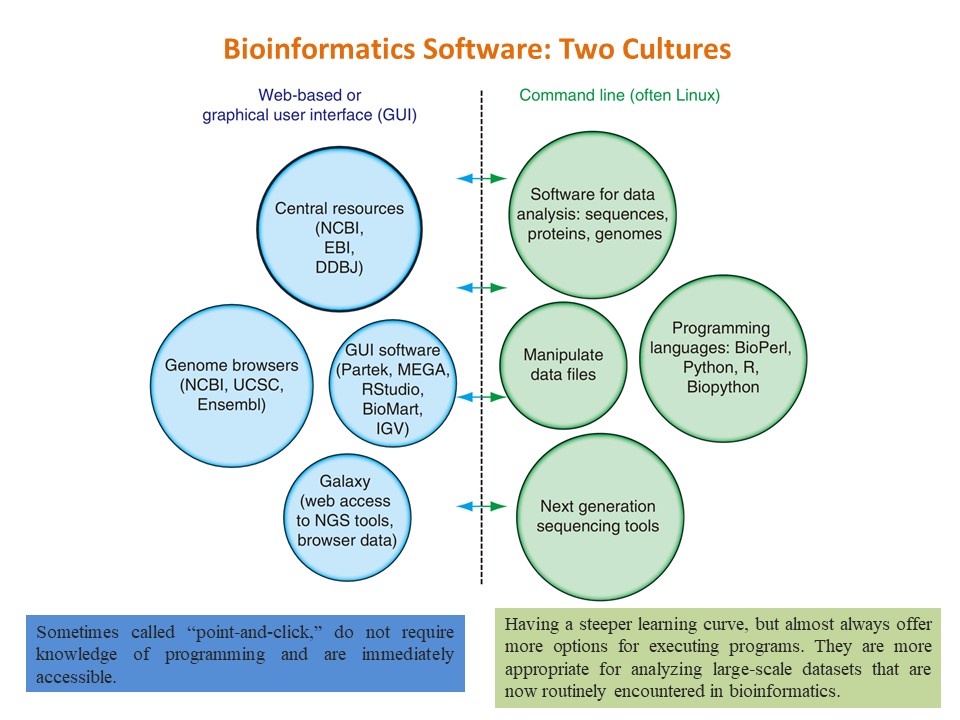 Bioinformatics Software: Two Cultures
Web-based or
graphical user interface (GUI)
Command line (often Linux)
Central resources
(NCBI,
EBI,
DDBJ)
Software for data
analysis: sequences,
proteins, genomes
Genome browsers
(NCBI, UCSC,
Ensembl)
GUI software
(Partek, MEGA,
RStudio,
BioMart,
IGV)
Manipulate
data files
Programming
languages: BioPerl,
Python, R,
Biopython
Galaxy
(web access
to NGS tools,
browser data)
Next generation
sequencing tools
Sometimes called “point-and-click,” do not require
knowledge of programming and are immediately
accessible.
Having a steeper learning curve, but almost always offer
more options for executing programs. They are more
appropriate for analyzing large-scale datasets that are
now routinely encountered in bioinformatics.